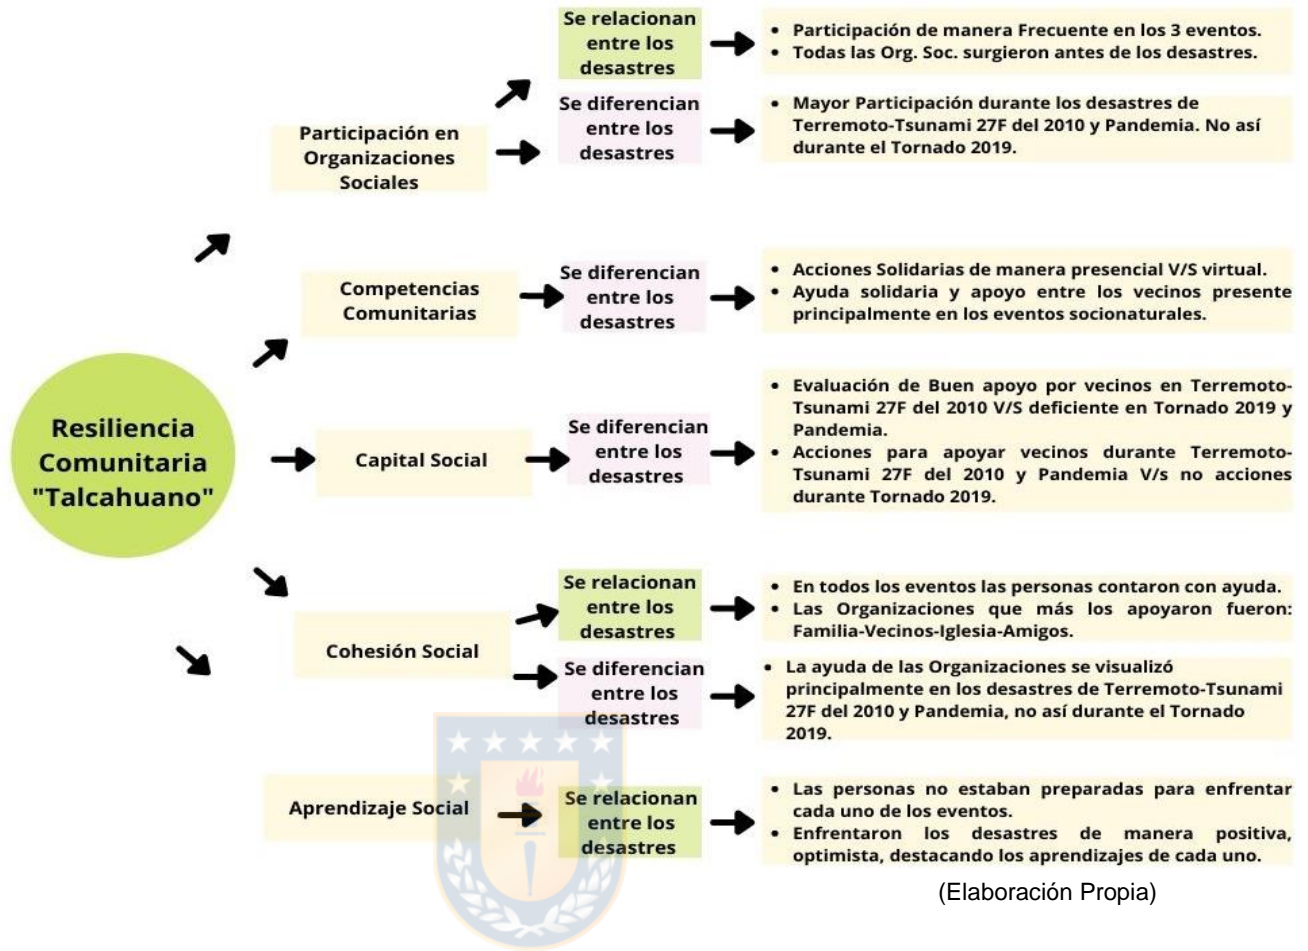 Resiliencia
Comunitaria
"Talcahuano"
Participación en
Organizaciones
Sociales
Se relacionan
entre los
desastres
• Participación de manera Frecuente en los 3 eventos.
• Todas las Org. Soc. surgieron antes de los desastres.
Se diferencian
entre los
desastres
• Mayor Participación durante los desastres de
Terremoto-Tsunami 27F del 2010 y Pandemia. No así
durante el Tornado 2019.
Competencias
Comunitarias
Se diferencian
entre los
desastres
• Acciones Solidarias de manera presencial V/S virtual.
• Ayuda solidaria y apoyo entre los vecinos presente
principalmente en los eventos socionaturales.
Capital Social
Se diferencian
entre los
desastres
• Evaluación de Buen apoyo por vecinos en Terremoto-
Tsunami 27F del 2010 V/S deficiente en Tornado 2019 y
Pandemia.
• Acciones para apoyar vecinos durante Terremoto-
Tsunami 27F del 2010 y Pandemia V/s no acciones
durante Tornado 2019.
Cohesión Social
Se relacionan
entre los
desastres
• En todos los eventos las personas contaron con ayuda.
• Las Organizaciones que más los apoyaron fueron:
Familia-Vecinos-Iglesia-Amigos.
Se diferencian
entre los
desastres
• La ayuda de las Organizaciones se visualizó
principalmente en los desastres de Terremoto-Tsunami
27F del 2010 y Pandemia, no así durante el Tornado
2019.
Aprendizaje Social
Se relacionan
entre los
desastres
• Las personas no estaban preparadas para enfrentar
cada uno de los eventos.
• Enfrentaron los desastres de manera positiva,
optimista, destacando los aprendizajes de cada uno.
(Elaboración Propia)